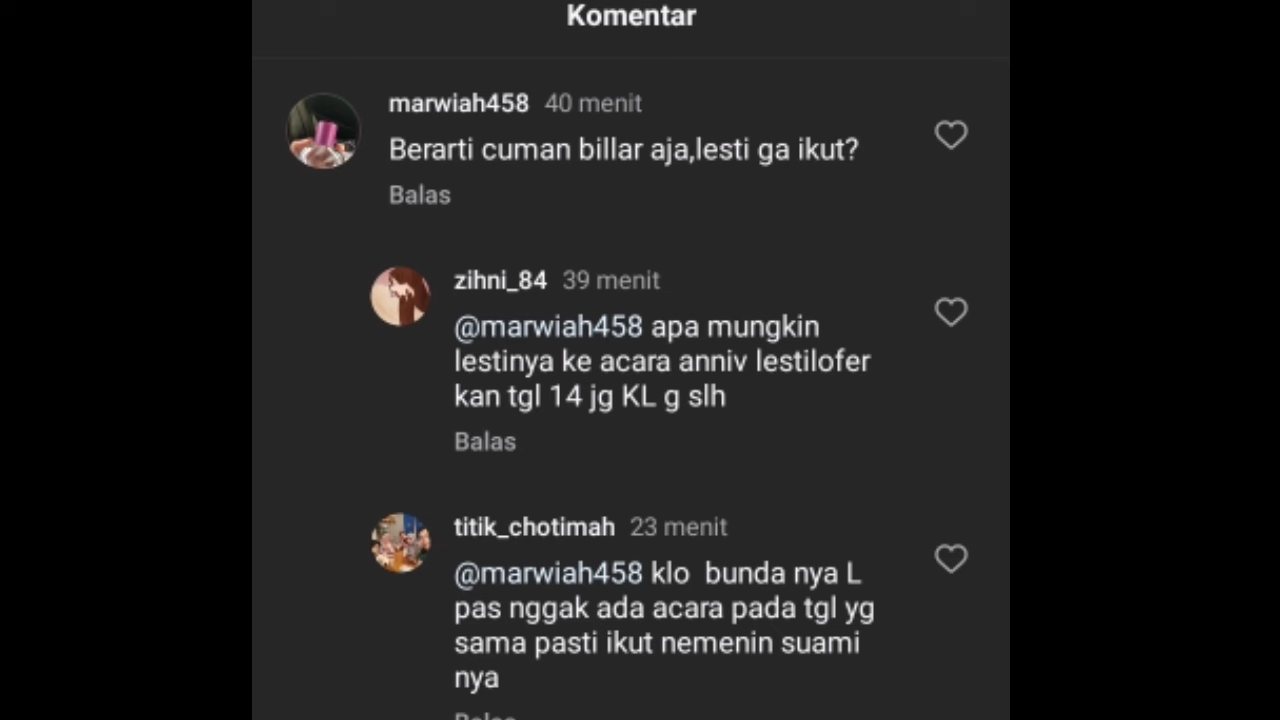 Komentar
marwiah458 40 menit
Berarti cuman billar aja,lesti ga ikut?
Balas
zihni_84 39 menit
@marwiah458 apa mungkin
lestinya ke acara anniv lestilofer
kan tgl 14 jg KL g slh
Balas
titik_chotimah 23 menit
@marwiah458 klo  bunda nya L
pas nggak ada acara pada tgl yg
sama pasti ikut nemenin suami
nya
Balas